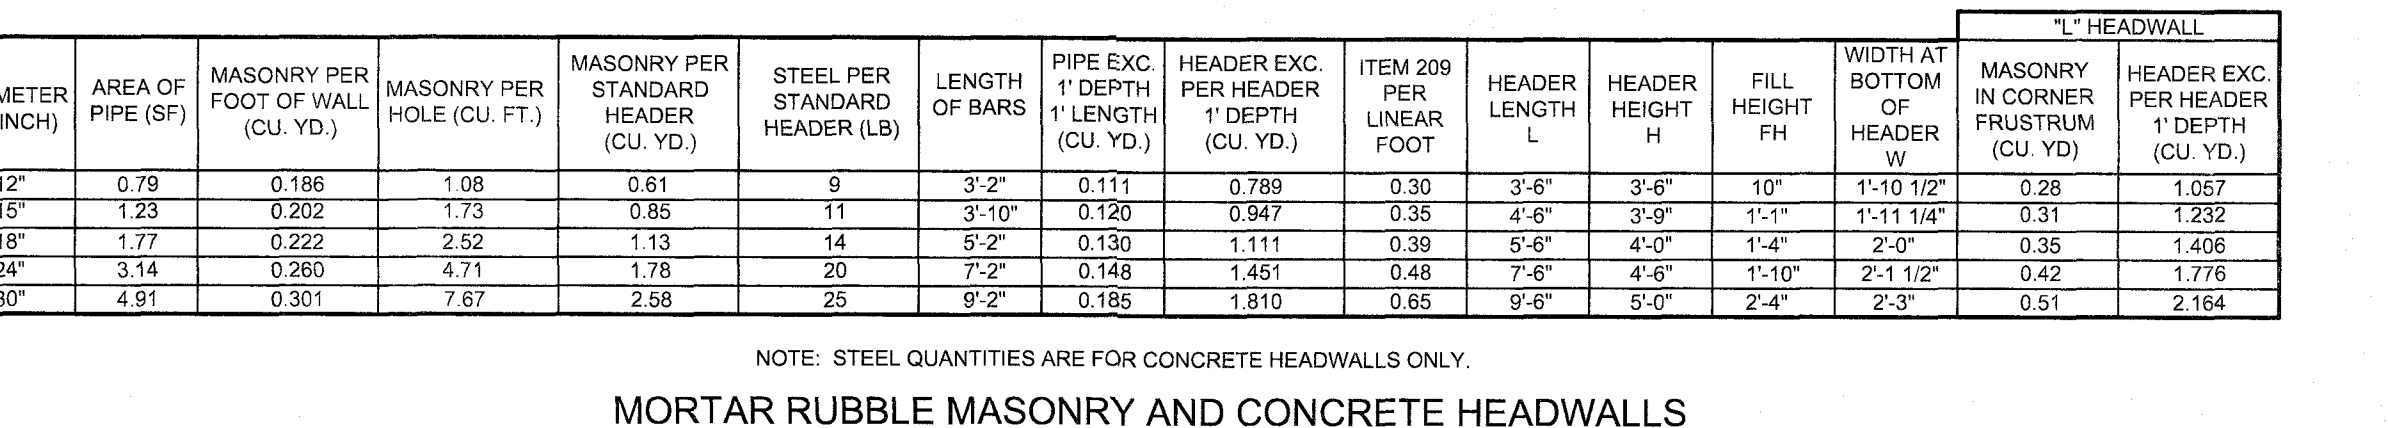 "L" HEADWALL
METER INCH) AREA OF PIPE (SF) MASONRY PER FOOT OF WALL (CU. YD.) MASONRY PER HOLE (CU. FT.) MASONRY PER STANDARD HEADER (CU. YD.) STEEL PER STANDARD HEADER (LB) LENGTH OF BARS PIPE EXC. 1' DEPTH 1' LENGTH (CU. YD.) HEADER EXC. PER HEADER 1' DEPTH (CU. YD.) ITEM 209 PER LINEAR FOOT HEADER LENGTH L HEADER HEIGHT H FILL HEIGHT FH WIDTH AT BOTTOM OF HEADER W MASONRY IN CORNER FRUSTRUM (CU. YD) HEADER EXC. PER HEADER 1' DEPTH (CU. YD.)
12" 0.79 0.186 1.08 0.61 9 3'-2" 0.111 0.789 0.30 3'-6" 3'-6" 10" 1'-10 1/2" 0.28 1.057
15" 1.23 0.202 1.73 0.85 11 3'-10" 0.120 0.947 0.35 4'-6" 3'-9" 1'-1" 1'-11 1/4" 0.31 1.232
18" 1.77 0.222 2.52 1.13 14 5'-2" 0.130 1.111 0.39 5'-6" 4'-0" 1'-4" 2'-0" 0.35 1.406
24" 3.14 0.260 4.71 1.78 20 7'-2" 0.148 1.451 0.48 7'-6" 4'-6" 1'-10" 2'-1 1/2" 0.42 1.776
30" 4.91 0.301 7.67 2.58 25 9'-2" 0.185 1.810 0.65 9'-6" 5'-0" 2'-4" 2'-3" 0.51 2.164
NOTE: STEEL QUANTITIES ARE FOR CONCRETE HEADWALLS ONLY.
MORTAR RUBBLE MASONRY AND CONCRETE HEADWALLS